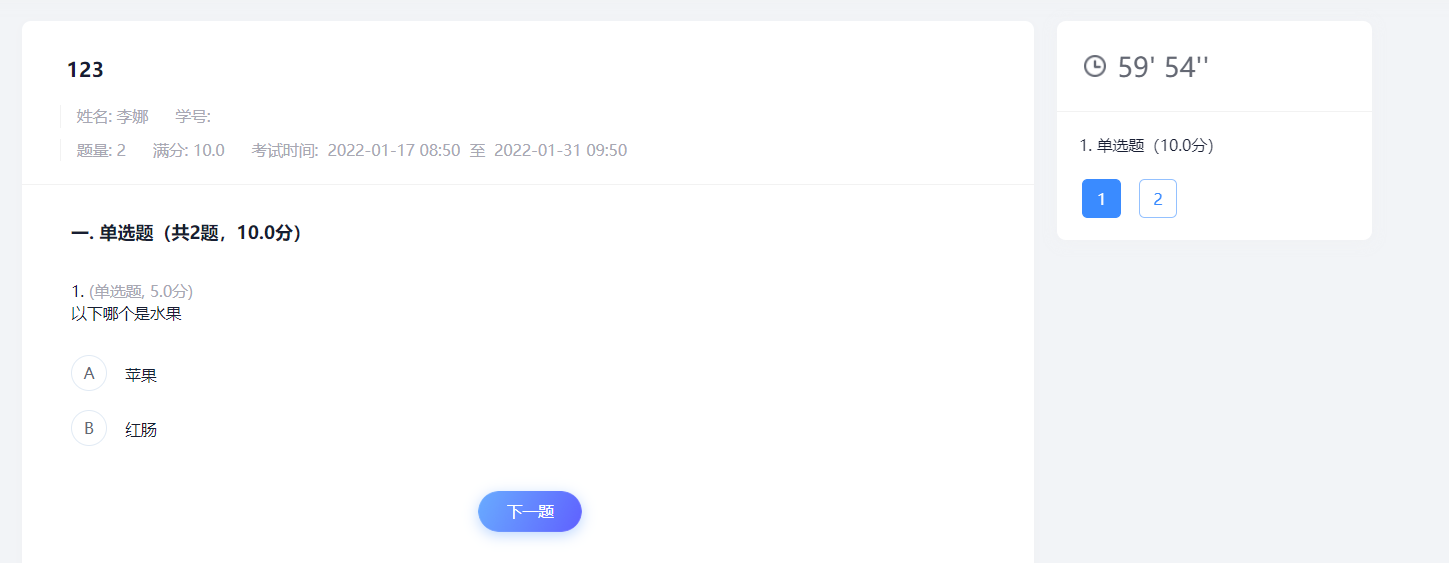 123
姓名: 李娜 学号:
题量: 2 满分: 10.0 考试时间: 2022-01-17 08:50 至 2022-01-31 09:50
一. 单选题（共2题，10.0分）
1. (单选题, 5.0分)
以下哪个是水果
A 苹果
B 红肠
下一题
59' 54''
1. 单选题（10.0分）
1 2